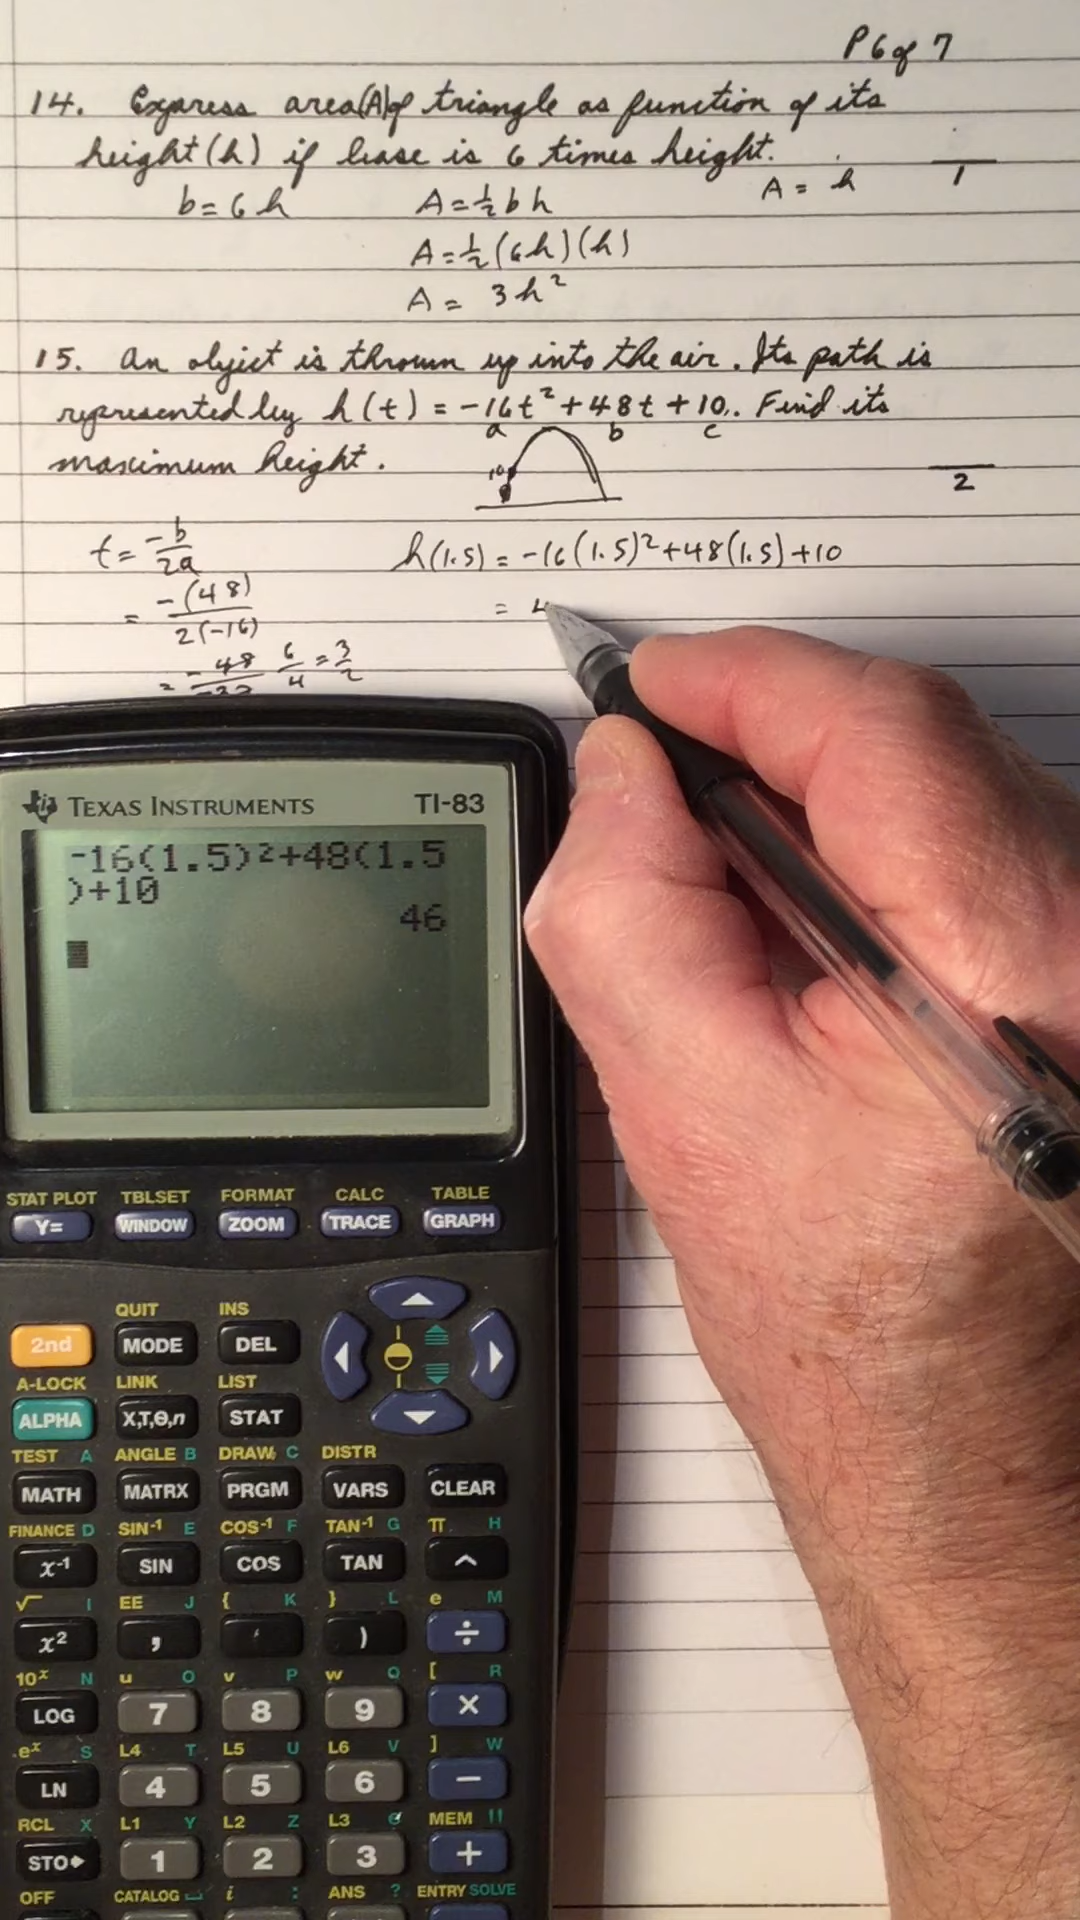 P 6 of 7
14. Express area(A) of triangle as function of its
height (h) if base is 6 times height.
1
A = h
b = 6h
A = ½ b h
A = ½ (6h)(h)
A = 3h²
15. An object is thrown up into the air. Its path is
represented by h(t) = -16t² + 48t + 10. Find its
a b c
maximum height.
10
2
t = -b/2a
= -(48)/2(-16)
= -48/-32 6/4 = 3/2
h(1.5) = -16(1.5)² + 48(1.5) + 10
= 4
TEXAS INSTRUMENTS TI-83
-16(1.5)²+48(1.5
)+10
46
STAT PLOT TBLSET FORMAT CALC TABLE
Y= WINDOW ZOOM TRACE GRAPH
QUIT INS
2nd MODE DEL
A-LOCK LINK LIST
ALPHA X,T,Θ,n STAT
TEST A ANGLE B DRAW C DISTR
MATH MATRX PRGM VARS CLEAR
FINANCE D SIN⁻¹ E COS⁻¹ F TAN⁻¹ G π H
x⁻¹ SIN COS TAN ^
√ I EE J { K } L e M
x² , ( ) ÷
10ˣ N u O v P w Q [ R
LOG 7 8 9 ×
eˣ S L4 T L5 U L6 V ] W
LN 4 5 6 −
RCL X L1 Y L2 Z L3 θ MEM "
STO▸ 1 2 3 +
OFF CATALOG ⎵ i : ANS ? ENTRY SOLVE